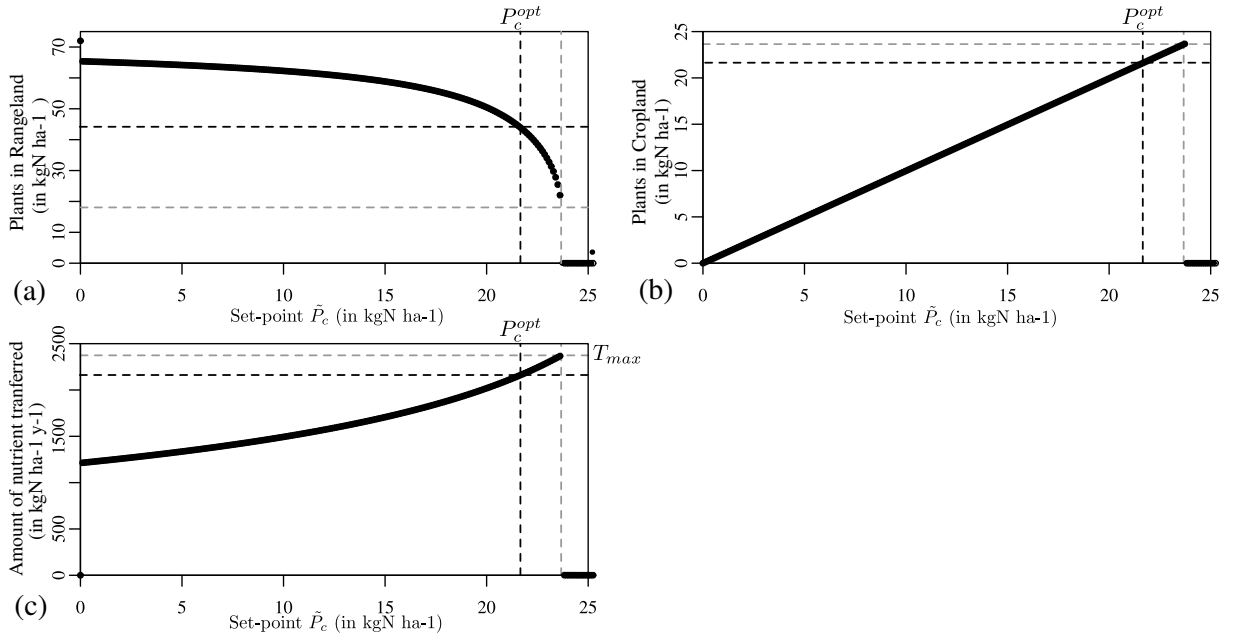 P_c^{opt}
Plants in Rangeland
(in kgN ha-1)
0 10 30 50 70
0 5 10 15 20 25
Set-point P̃_c (in kgN ha-1)
(a)
P_c^{opt}
Plants in Cropland
(in kgN ha-1)
0 5 10 15 20 25
0 5 10 15 20 25
Set-point P̃_c (in kgN ha-1)
(b)
P_c^{opt}
T_{max}
Amount of nutrient tranferred
(in kgN ha-1 y-1)
0 500 1500 2500
0 5 10 15 20 25
Set-point P̃_c (in kgN ha-1)
(c)